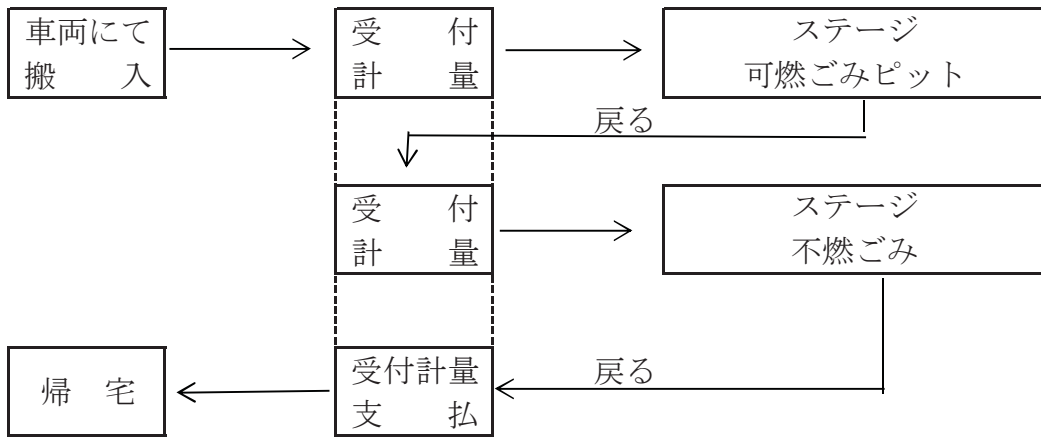 車両にて
搬　入
受　付
計　量
ステージ
可燃ごみピット
戻る
受　付
計　量
ステージ
不燃ごみ
戻る
受付計量
支　払
帰　宅